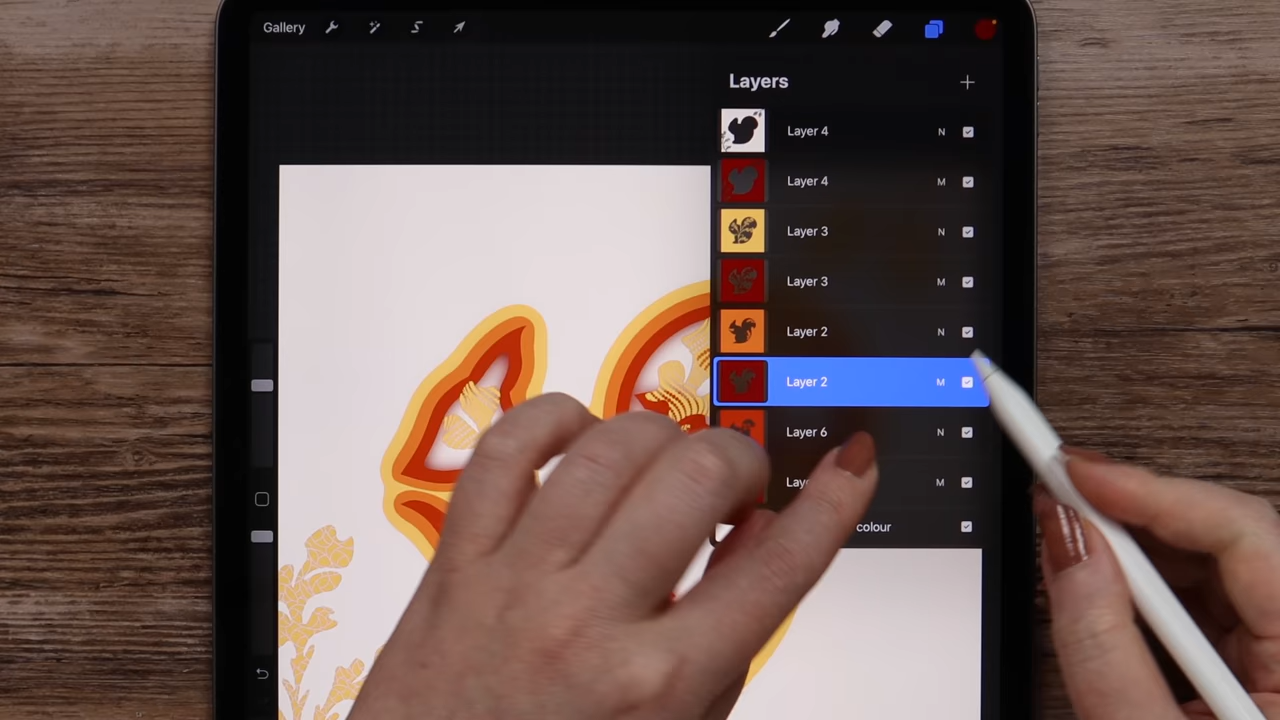 Gallery
Layers
Layer 4 N
Layer 4 M
Layer 3 N
Layer 3 M
Layer 2 N
Layer 2 M
Layer 6 N
M
colour